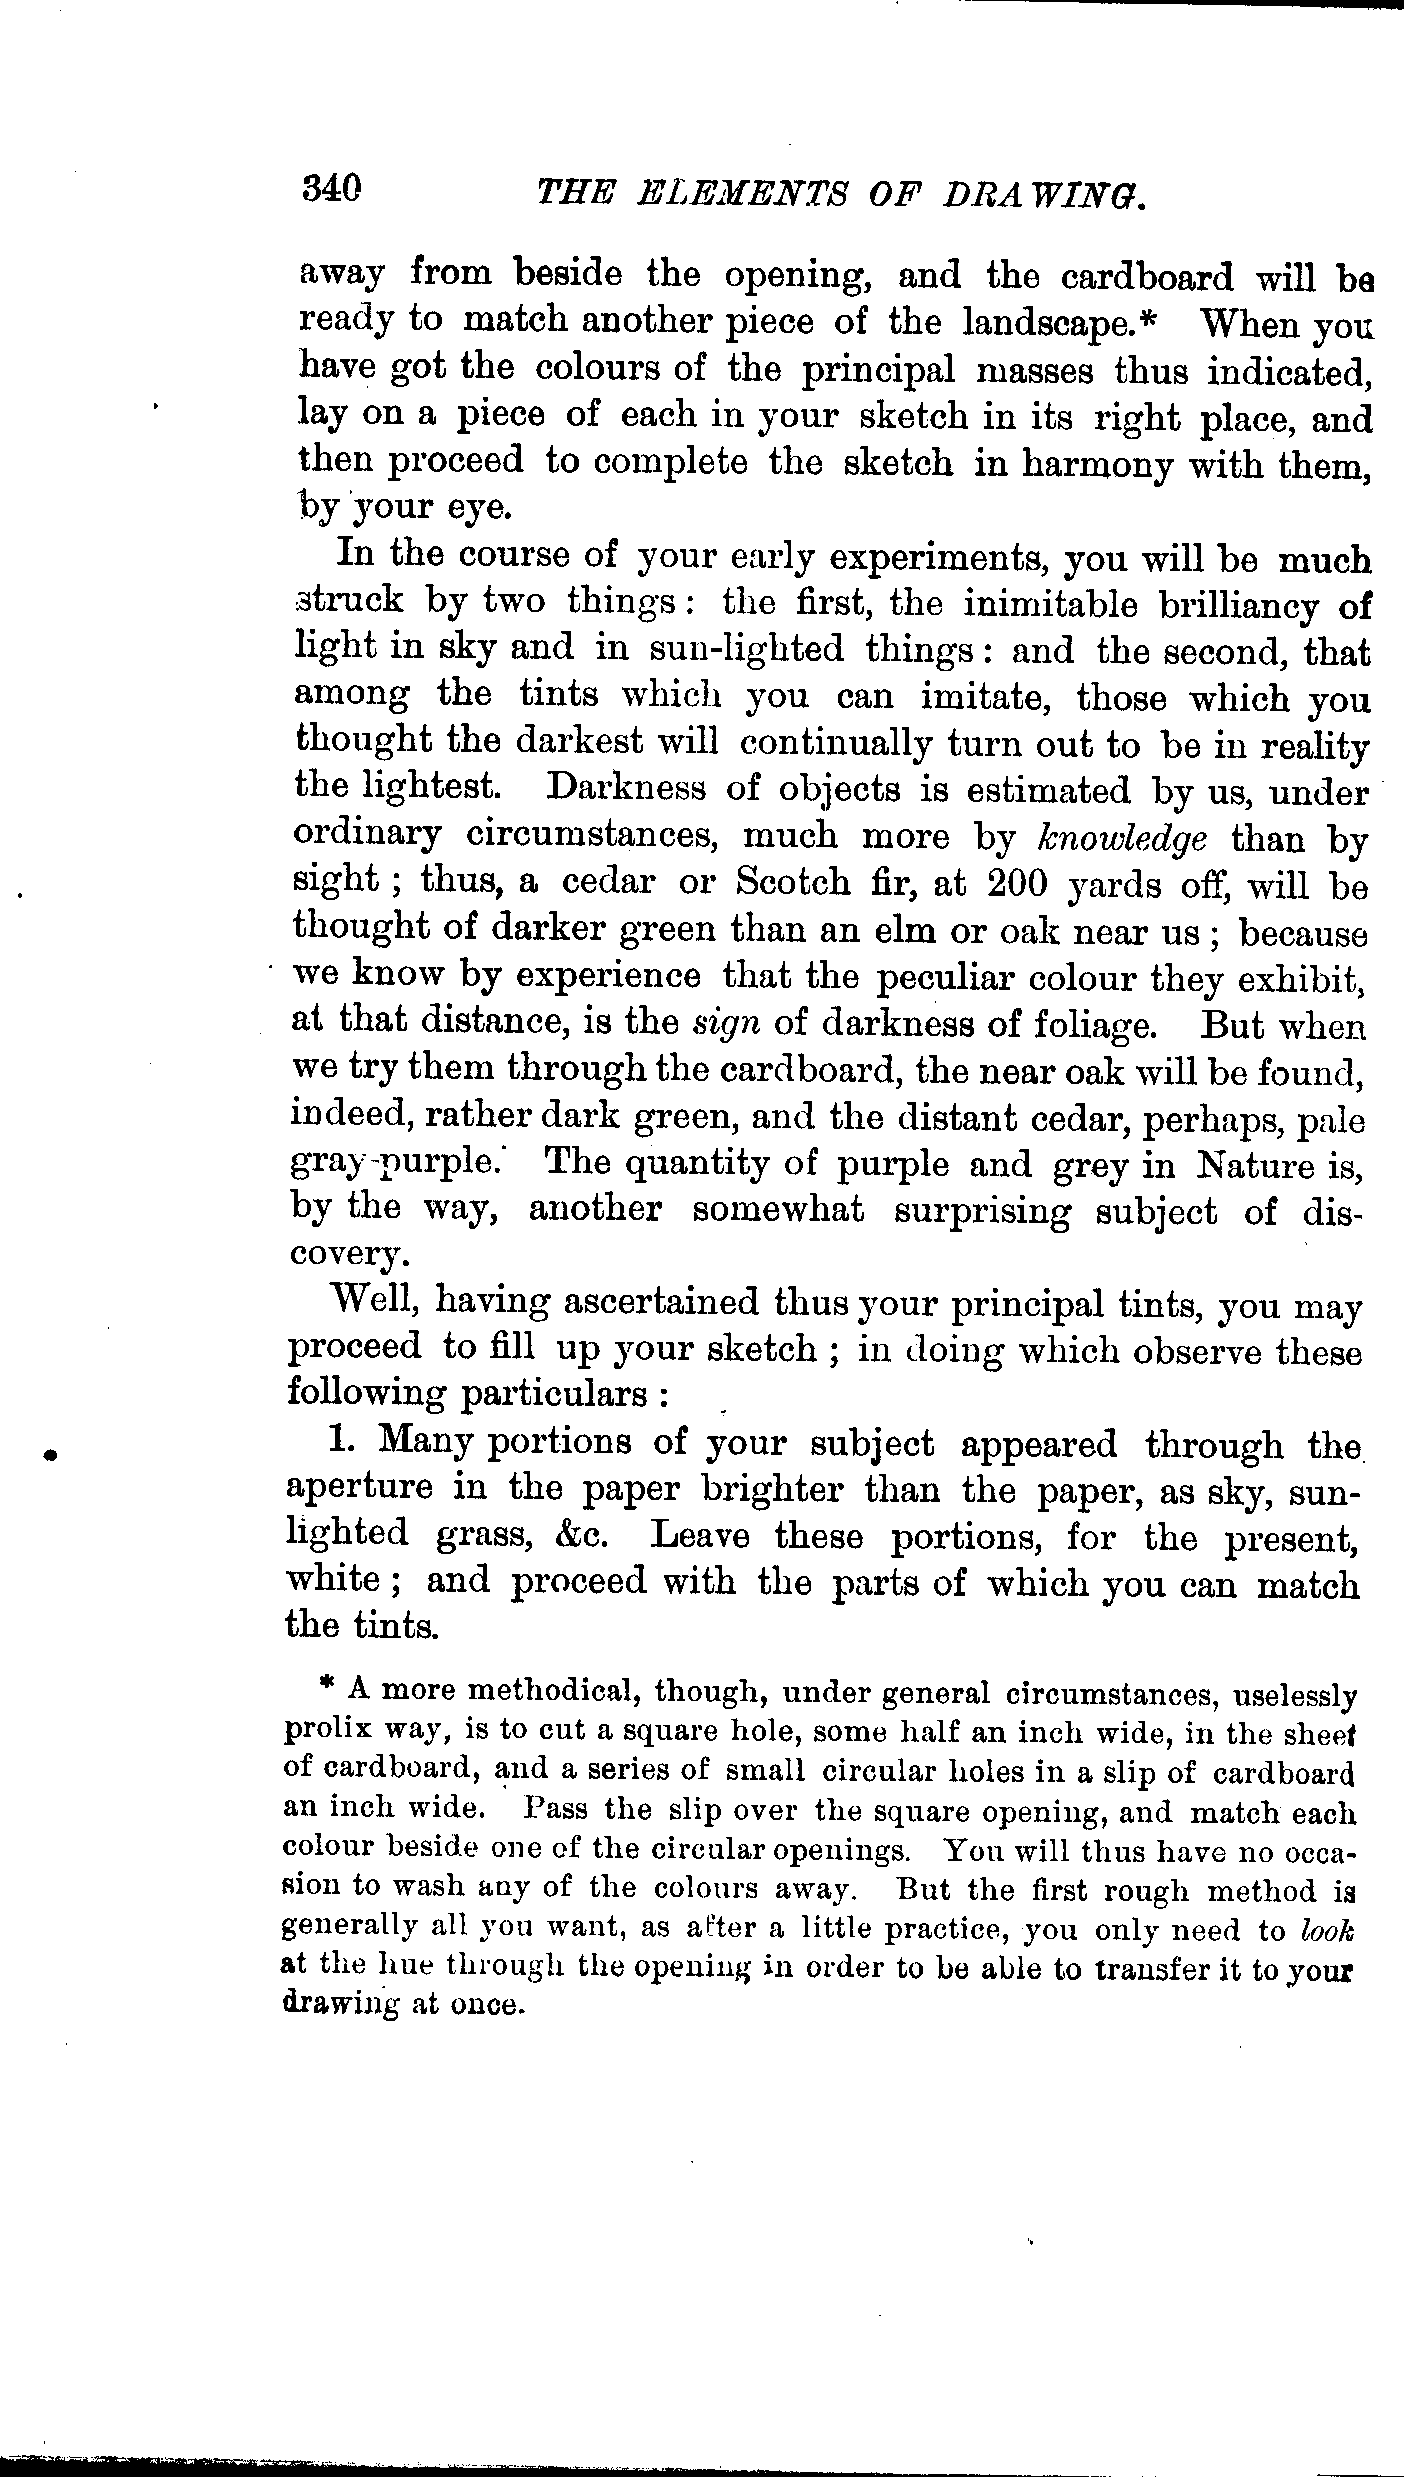 340 THE ELEMENTS OF DRAWING.
away from beside the opening, and the cardboard will be
ready to match another piece of the landscape.* When you
have got the colours of the principal masses thus indicated,
lay on a piece of each in your sketch in its right place, and
then proceed to complete the sketch in harmony with them,
by your eye.
In the course of your early experiments, you will be much
struck by two things: the first, the inimitable brilliancy of
light in sky and in sun-lighted things: and the second, that
among the tints which you can imitate, those which you
thought the darkest will continually turn out to be in reality
the lightest. Darkness of objects is estimated by us, under
ordinary circumstances, much more by knowledge than by
sight; thus, a cedar or Scotch fir, at 200 yards off, will be
thought of darker green than an elm or oak near us; because
we know by experience that the peculiar colour they exhibit,
at that distance, is the sign of darkness of foliage. But when
we try them through the cardboard, the near oak will be found,
indeed, rather dark green, and the distant cedar, perhaps, pale
gray-purple. The quantity of purple and grey in Nature is,
by the way, another somewhat surprising subject of dis-
covery.
Well, having ascertained thus your principal tints, you may
proceed to fill up your sketch; in doing which observe these
following particulars:
1. Many portions of your subject appeared through the
aperture in the paper brighter than the paper, as sky, sun-
lighted grass, &c. Leave these portions, for the present,
white; and proceed with the parts of which you can match
the tints.
* A more methodical, though, under general circumstances, uselessly
prolix way, is to cut a square hole, some half an inch wide, in the sheet
of cardboard, and a series of small circular holes in a slip of cardboard
an inch wide. Pass the slip over the square opening, and match each
colour beside one of the circular openings. You will thus have no occa-
sion to wash any of the colours away. But the first rough method is
generally all you want, as after a little practice, you only need to look
at the hue through the opening in order to be able to transfer it to your
drawing at once.